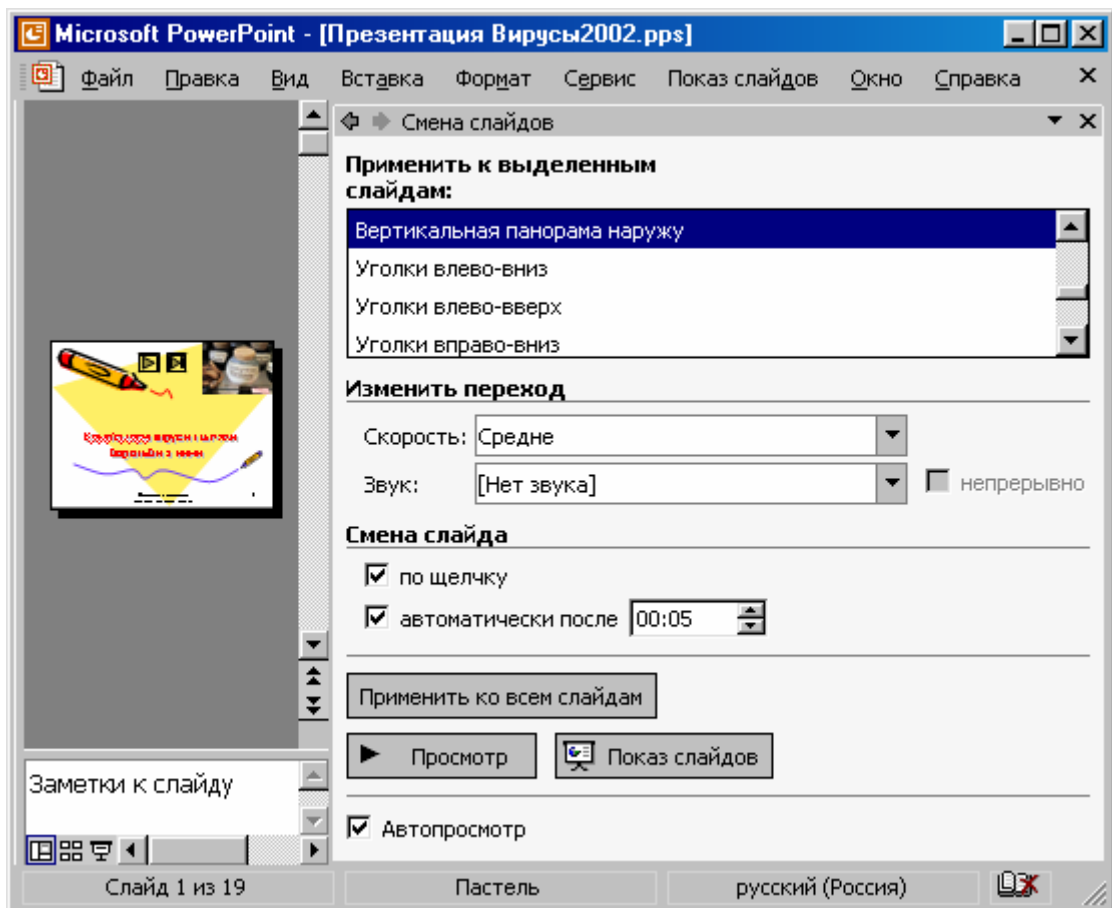 Microsoft PowerPoint - [Презентация Вирусы2002.pps]
Файл Правка Вид Вставка Формат Сервис Показ слайдов Окно Справка
Смена слайдов
Применить к выделенным
слайдам:
Вертикальная панорама наружу
Уголки влево-вниз
Уголки влево-вверх
Уголки вправо-вниз
Изменить переход
Скорость: Средне
Звук: [Нет звука] непрерывно
Смена слайда
по щелчку
автоматически после 00:05
Применить ко всем слайдам
Просмотр Показ слайдов
Автопросмотр
Заметки к слайду
Слайд 1 из 19 Пастель русский (Россия)